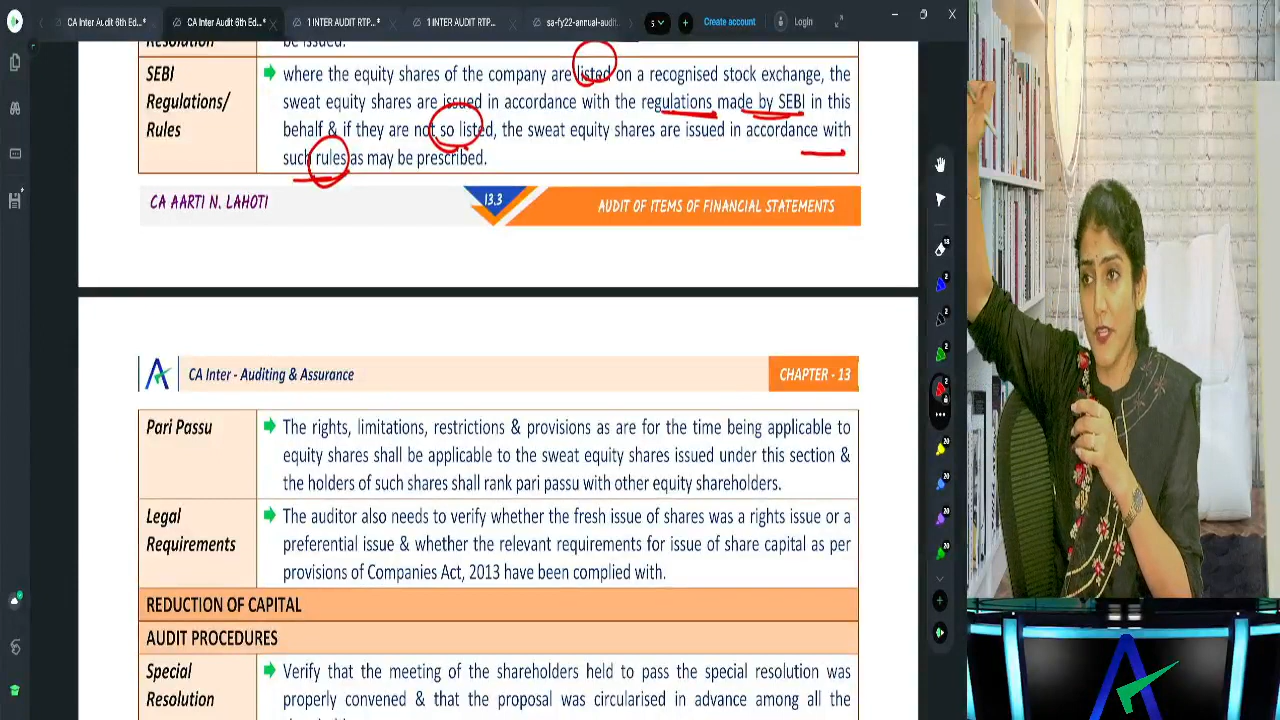 CA Inter Audit 6th Ed...*
CA Inter Audit 6th Ed...*
1 INTER AUDIT RTP...*
1 INTER AUDIT RTP...
sa-fy22-annual-audit.
5
Create account
Login
Resolution
be issued.
SEBI
Regulations/
Rules
where the equity shares of the company are listed on a recognised stock exchange, the
sweat equity shares are issued in accordance with the regulations made by SEBI in this
behalf & if they are not so listed, the sweat equity shares are issued in accordance with
such rules as may be prescribed.
CA AARTI N. LAHOTI
13.3
AUDIT OF ITEMS OF FINANCIAL STATEMENTS
CA Inter - Auditing & Assurance
CHAPTER - 13
Pari Passu
The rights, limitations, restrictions & provisions as are for the time being applicable to
equity shares shall be applicable to the sweat equity shares issued under this section &
the holders of such shares shall rank pari passu with other equity shareholders.
Legal
Requirements
The auditor also needs to verify whether the fresh issue of shares was a rights issue or a
preferential issue & whether the relevant requirements for issue of share capital as per
provisions of Companies Act, 2013 have been complied with.
REDUCTION OF CAPITAL
AUDIT PROCEDURES
Special
Resolution
Verify that the meeting of the shareholders held to pass the special resolution was
properly convened & that the proposal was circularised in advance among all the